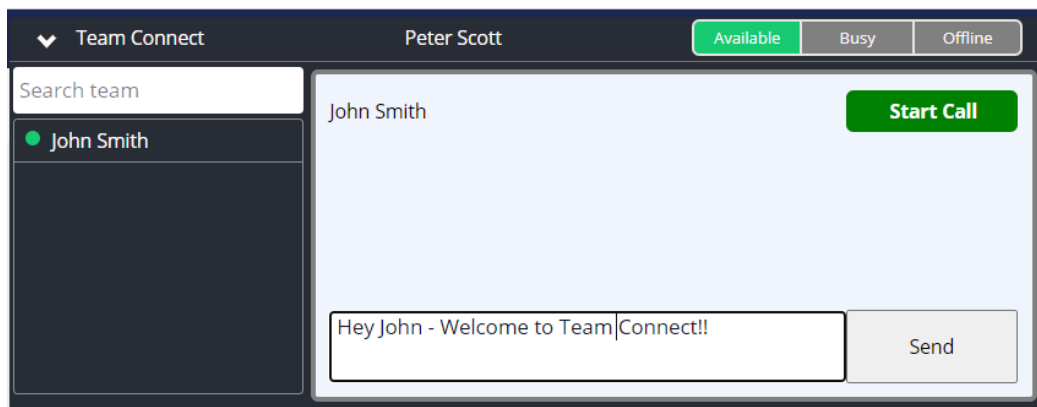 Team Connect Peter Scott Available Busy Offline
Search team
John Smith
John Smith
Start Call
Hey John - Welcome to Team Connect!!
Send